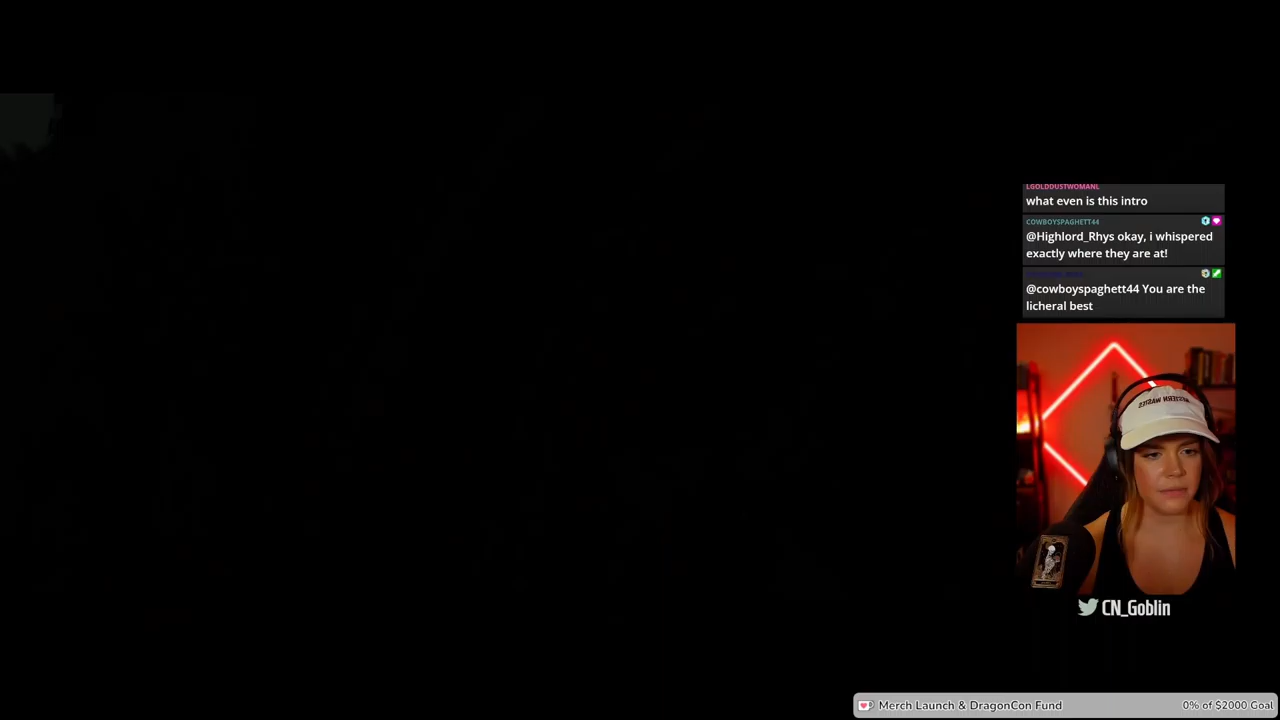 LGOLDDUSTWOMANL
what even is this intro
COWBOYSPAGHETT44
@Highlord_Rhys okay, i whispered
exactly where they are at!
@cowboyspaghett44 You are the
licheral best
CN_Goblin
Merch Launch & DragonCon Fund
0% of $2000 Goal